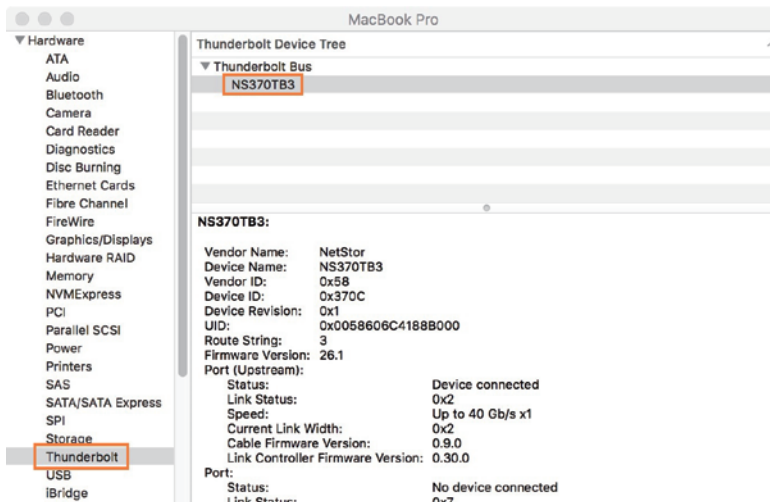 MacBook Pro
Hardware
ATA
Audio
Bluetooth
Camera
Card Reader
Diagnostics
Disc Burning
Ethernet Cards
Fibre Channel
FireWire
Graphics/Displays
Hardware RAID
Memory
NVMExpress
PCI
Parallel SCSI
Power
Printers
SAS
SATA/SATA Express
SPI
Storage
Thunderbolt
USB
iBridge
Thunderbolt Device Tree
Thunderbolt Bus
NS370TB3
NS370TB3:
Vendor Name: NetStor
Device Name: NS370TB3
Vendor ID: 0x58
Device ID: 0x370C
Device Revision: 0x1
UID: 0x0058606C4188B000
Route String: 3
Firmware Version: 26.1
Port (Upstream):
Status: Device connected
Link Status: 0x2
Speed: Up to 40 Gb/s x1
Current Link Width: 0x2
Cable Firmware Version: 0.9.0
Link Controller Firmware Version: 0.30.0
Port:
Status: No device connected
Link Status: 0x7